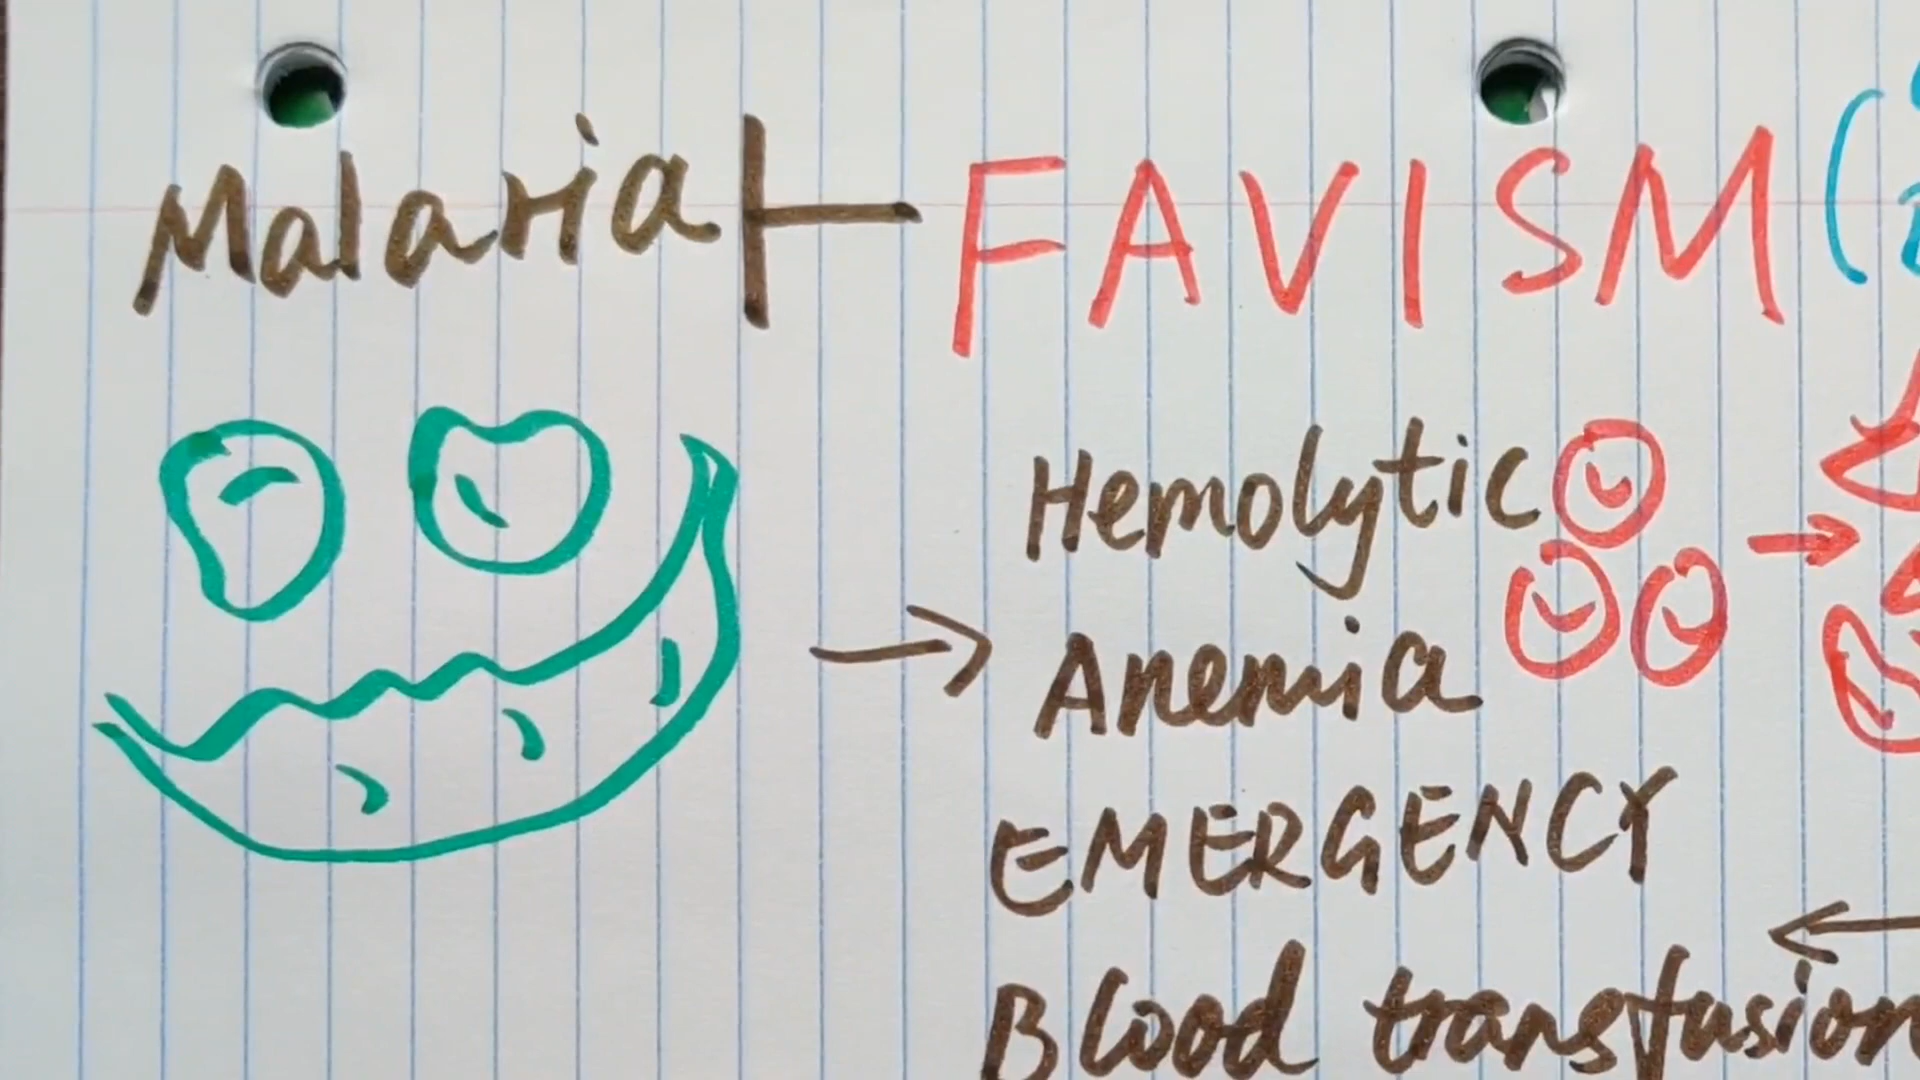 Malaria FAVISM (
Hemolytic
Anemia
EMERGENCY
Blood transfusion